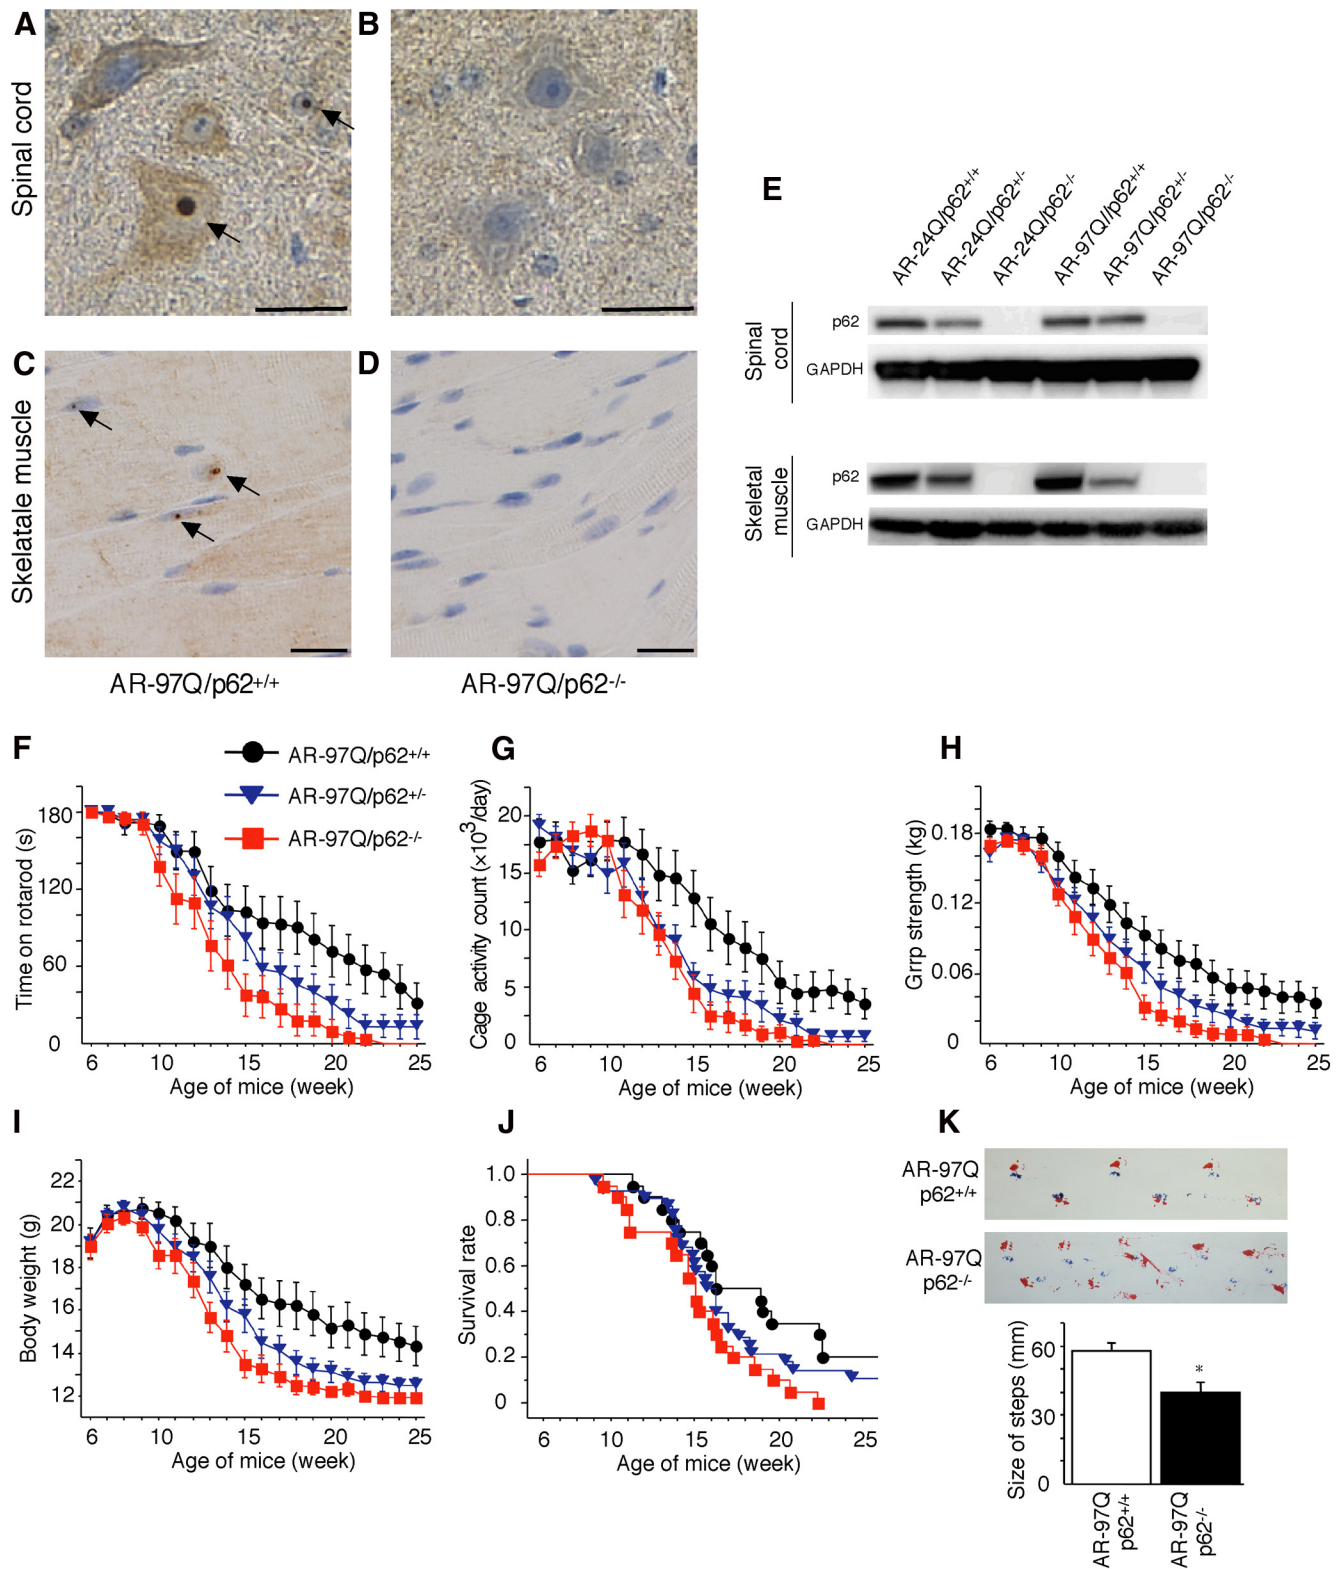 A
B
Spinal cord
C
D
Skelatale muscle
AR-97Q/p62+/+
AR-97Q/p62-/-
E
AR-24Q/p62+/+
AR-24Q/p62+/-
AR-24Q/p62-/-
AR-97Q//p62+/+
AR-97Q/p62+/-
AR-97Q/p62-/-
Spinal
cord
p62
GAPDH
Skeletal
muscle
p62
GAPDH
F
AR-97Q/p62+/+
AR-97Q/p62+/-
AR-97Q/p62-/-
Time on rotarod (s)
180
120
60
0
6 10 15 20 25
Age of mice (week)
G
Cage activity count (×103/day)
20
15
10
5
0
6 10 15 20 25
Age of mice (week)
H
Grrp strength (kg)
0.18
0.12
0.06
0
6 10 15 20 25
Age of mice (week)
I
Body weight (g)
22
20
18
16
14
12
6 10 15 20 25
Age of mice (week)
J
Survival rate
1.0
0.8
0.6
0.4
0.2
0
6 10 15 20 25
Age of mice (week)
K
AR-97Q
p62+/+
AR-97Q
p62-/-
Size of steps (mm)
60
30
0
*
AR-97Q
p62+/+
AR-97Q
p62-/-